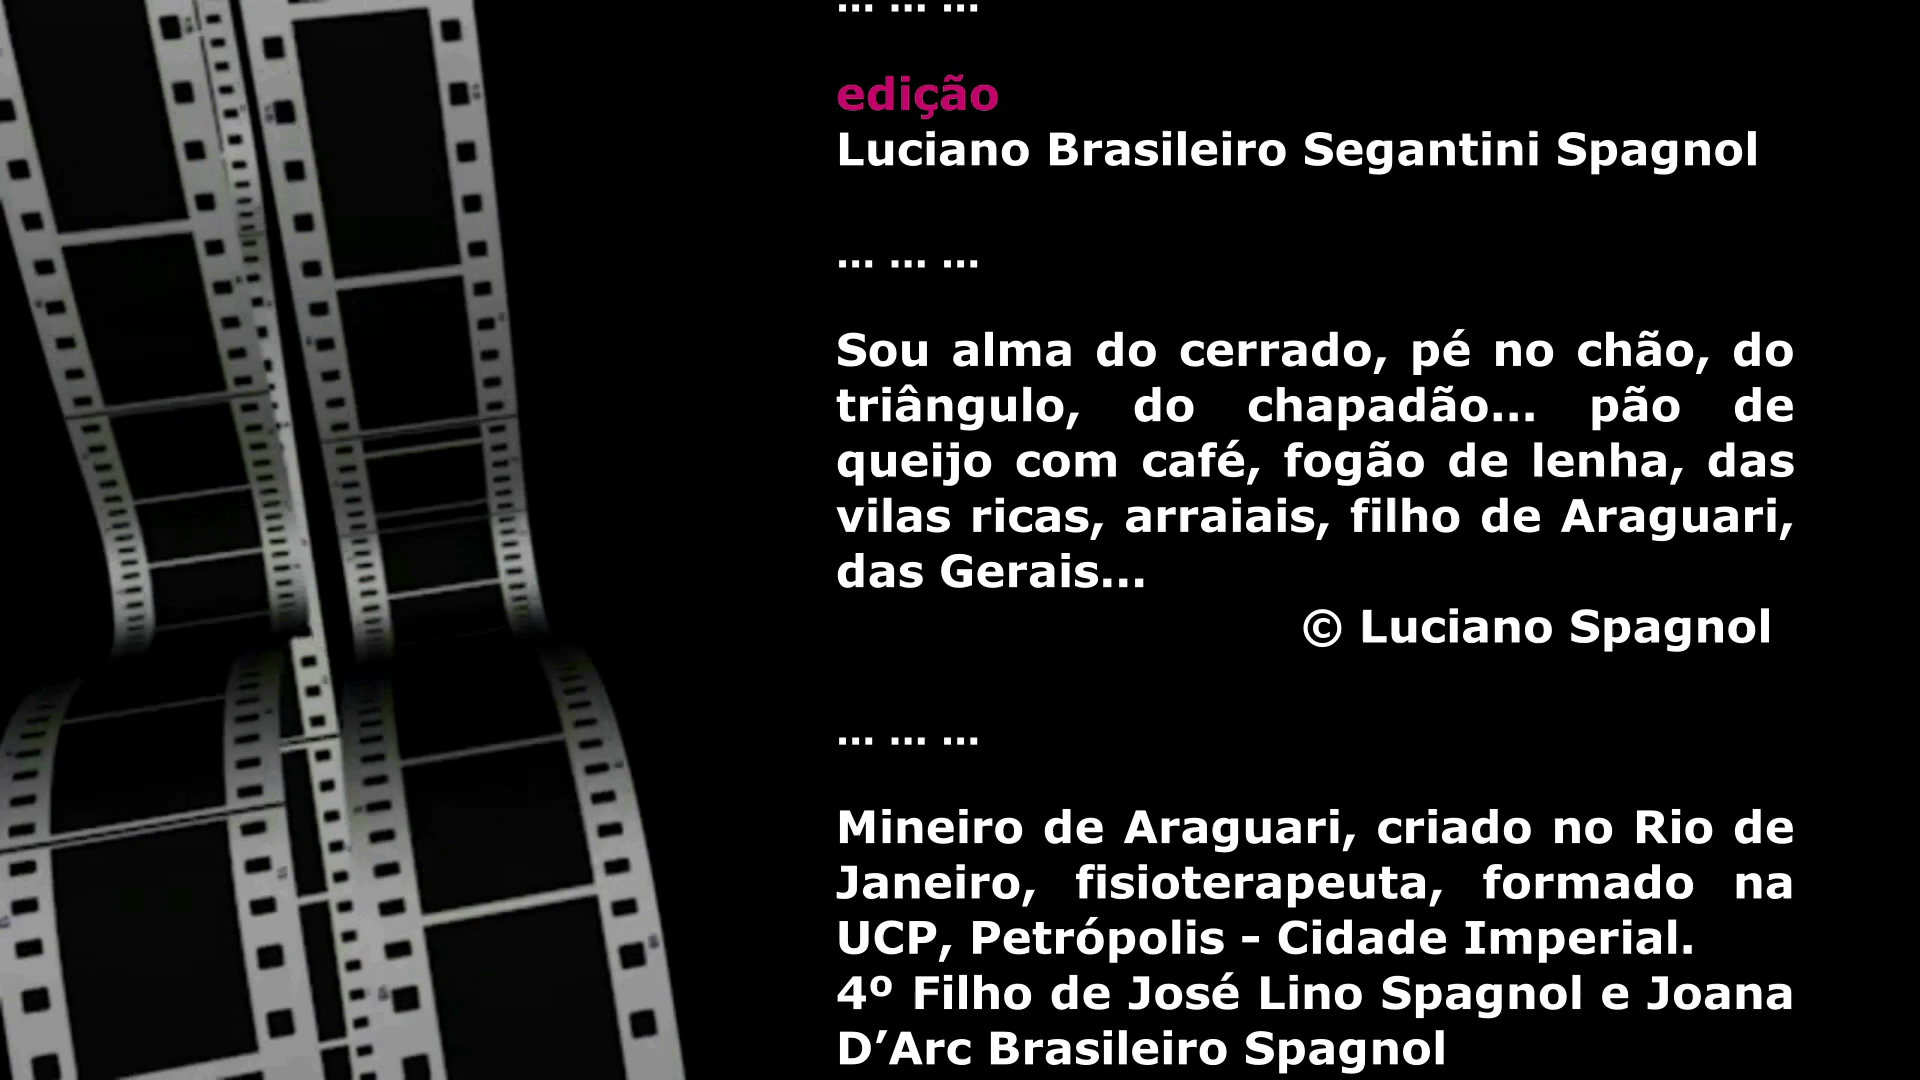 ... ... ...
edição
Luciano Brasileiro Segantini Spagnol
... ... ...
Sou alma do cerrado, pé no chão, do
triângulo, do chapadão... pão de
queijo com café, fogão de lenha, das
vilas ricas, arraiais, filho de Araguari,
das Gerais...
© Luciano Spagnol
... ... ...
Mineiro de Araguari, criado no Rio de
Janeiro, fisioterapeuta, formado na
UCP, Petrópolis – Cidade Imperial.
4º Filho de José Lino Spagnol e Joana
D’Arc Brasileiro Spagnol